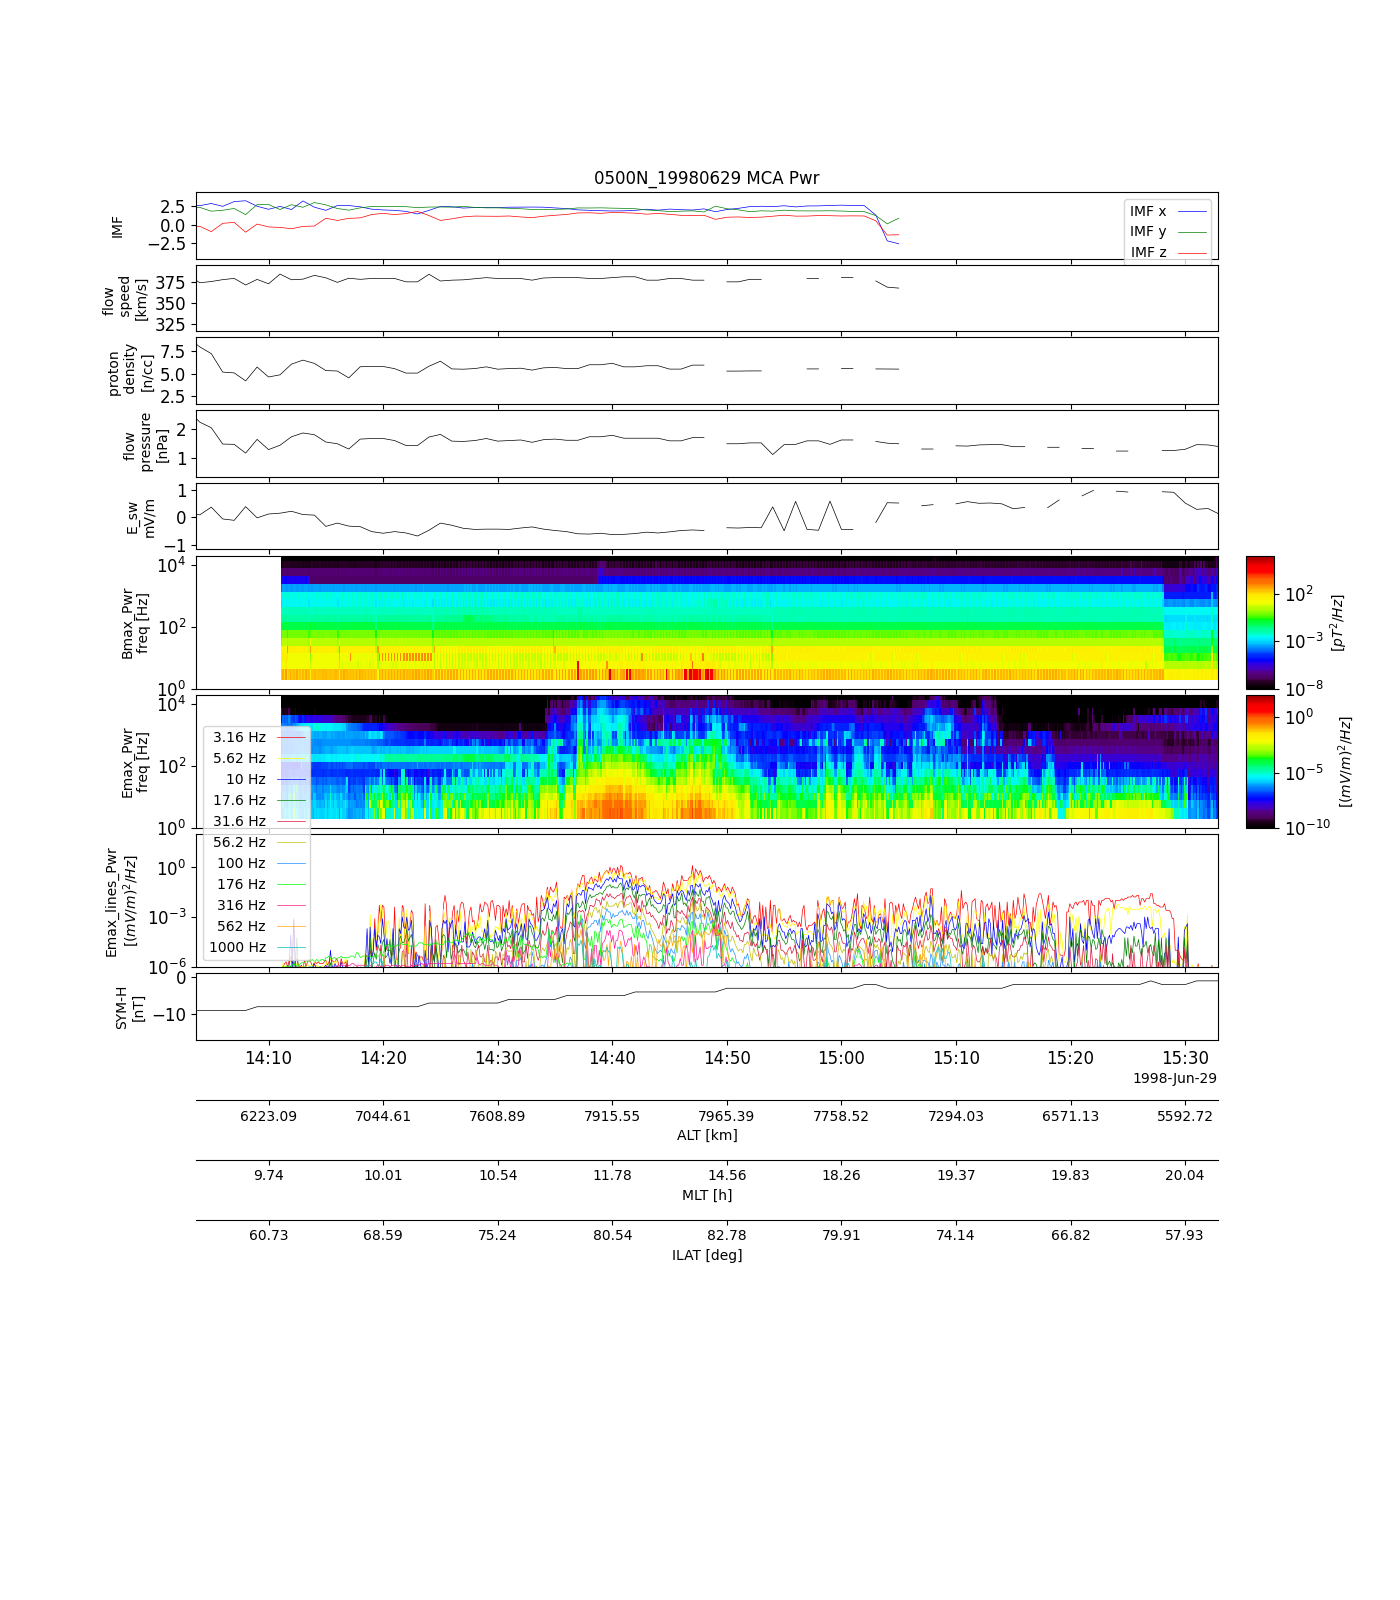 0500N_19980629 MCA Pwr
2.5
0.0
−2.5
IMF
IMF x
IMF y
IMF z
375
350
325
flow
speed
[km/s]
7.5
5.0
2.5
proton
density
[n/cc]
2
1
flow
pressure
[nPa]
1
0
−1
E_sw
mV/m
10^4
10^2
10^0
Bmax_Pwr
freq [Hz]
10^2
10^−3
10^−8
[pT^2/Hz]
10^4
10^2
10^0
Emax_Pwr
freq [Hz]
10^0
10^−5
10^−10
[(mV/m)^2/Hz]
3.16 Hz
5.62 Hz
10 Hz
17.6 Hz
31.6 Hz
56.2 Hz
100 Hz
176 Hz
316 Hz
562 Hz
1000 Hz
10^0
10^−3
10^−6
Emax_lines_Pwr
[(mV/m)^2/Hz]
0
−10
SYM-H
[nT]
14:10 14:20 14:30 14:40 14:50 15:00 15:10 15:20 15:30
1998-Jun-29
6223.09 7044.61 7608.89 7915.55 7965.39 7758.52 7294.03 6571.13 5592.72
ALT [km]
9.74 10.01 10.54 11.78 14.56 18.26 19.37 19.83 20.04
MLT [h]
60.73 68.59 75.24 80.54 82.78 79.91 74.14 66.82 57.93
ILAT [deg]